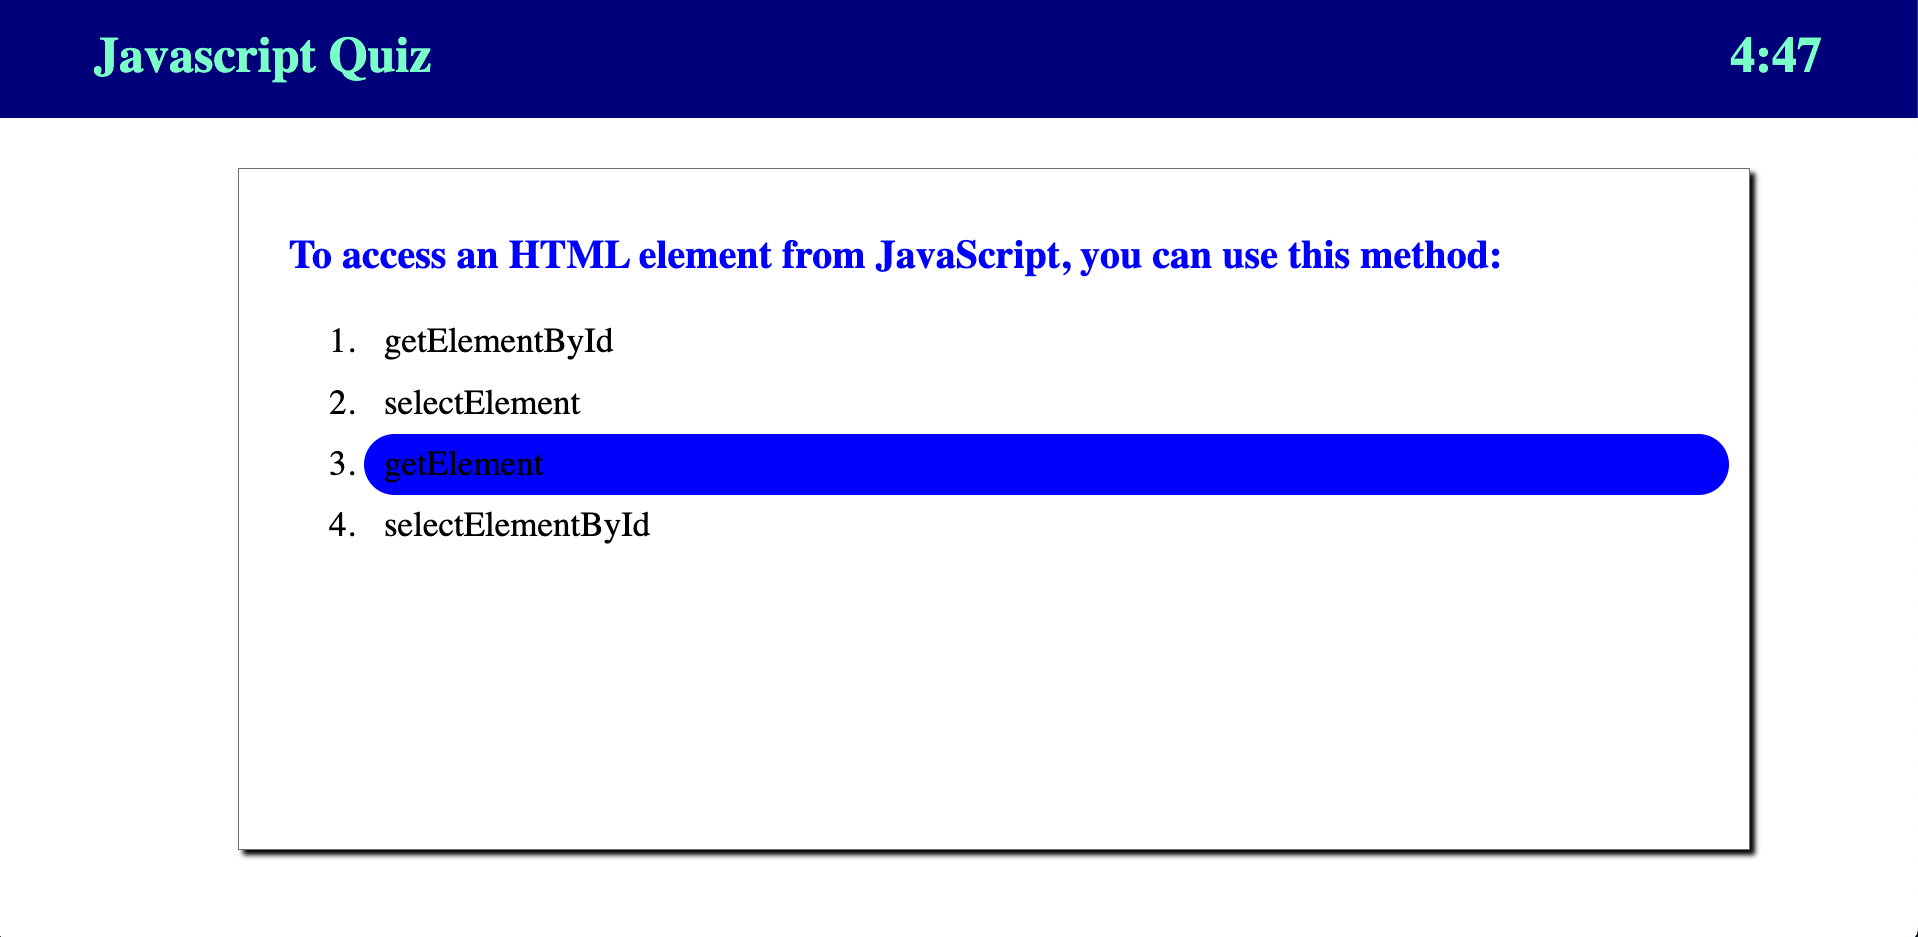 Javascript Quiz
4:47
To access an HTML element from JavaScript, you can use this method:
1. getElementById
2. selectElement
3. getElement
4. selectElementById